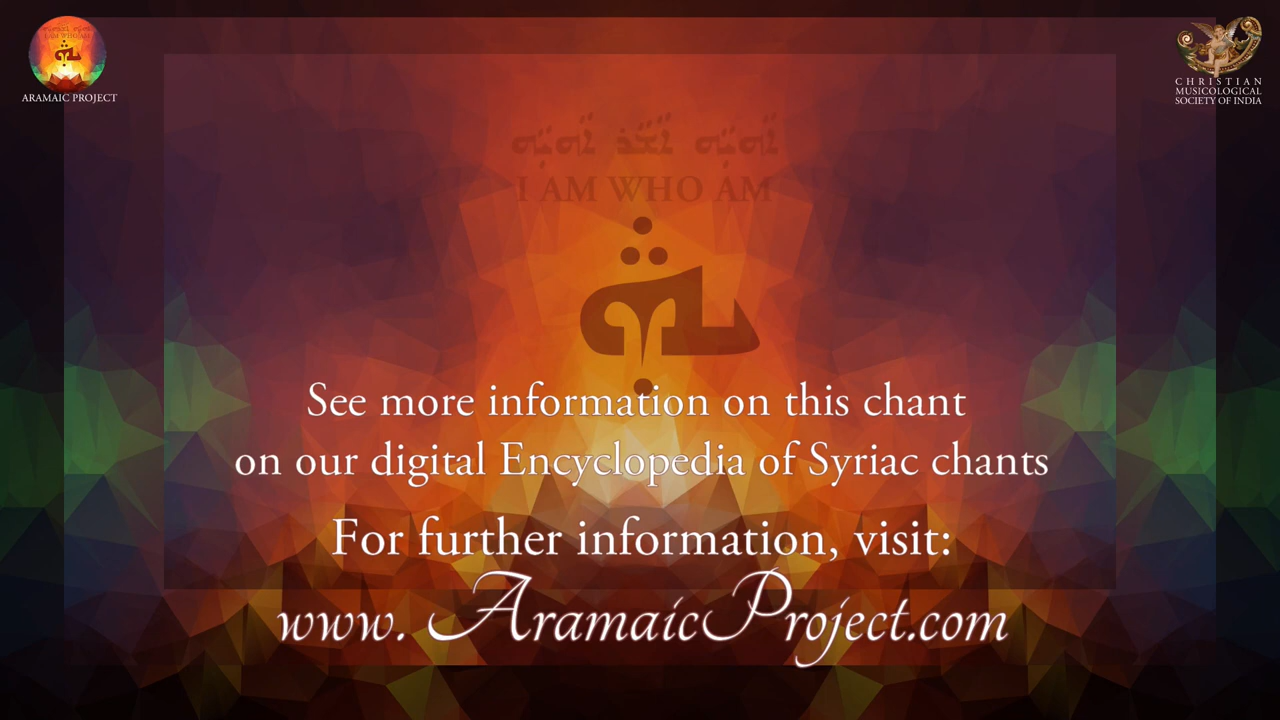 ARAMAIC PROJECT
CHRISTIAN
MUSICOLOGICAL
SOCIETY OF INDIA
I AM WHO AM
See more information on this chant
on our digital Encyclopedia of Syriac chants
For further information, visit:
www. AramaicProject.com